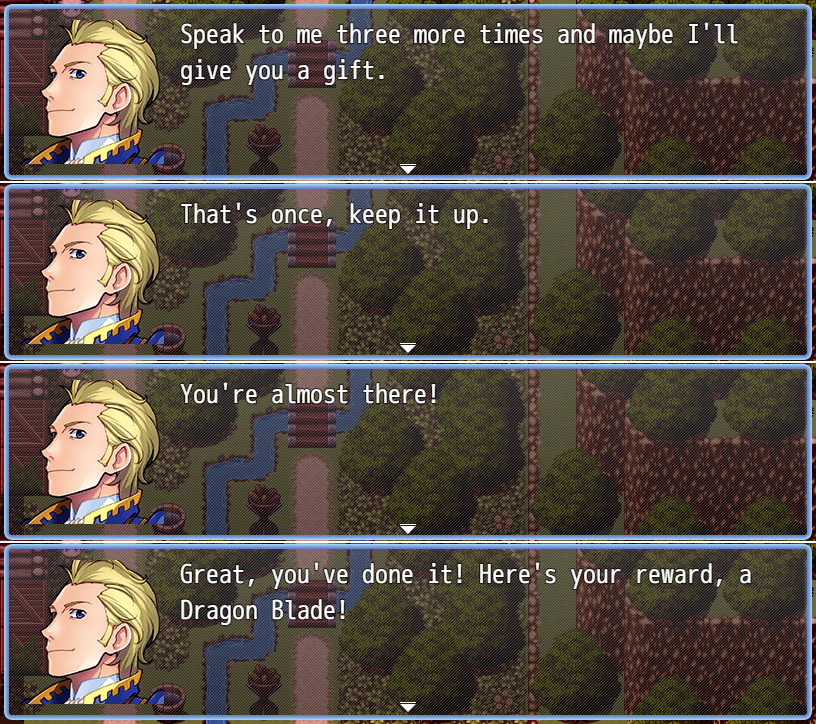 Speak to me three more times and maybe I'll
give you a gift.
That's once, keep it up.
You're almost there!
Great, you've done it! Here's your reward, a
Dragon Blade!